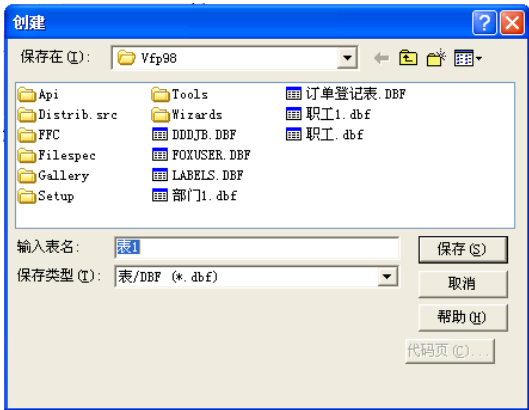 创建
保存在(I): Vfp98
Api Tools 订单登记表.DBF
Distrib.src Wizards 职工1.dbf
FFC DDDJB.DBF 职工.dbf
Filespec FOXUSER.DBF
Gallery LABELS.DBF
Setup 部门1.dbf
输入表名: 表1 保存(S)
保存类型(T): 表/DBF (*.dbf) 取消
帮助(H)
代码页(C)...